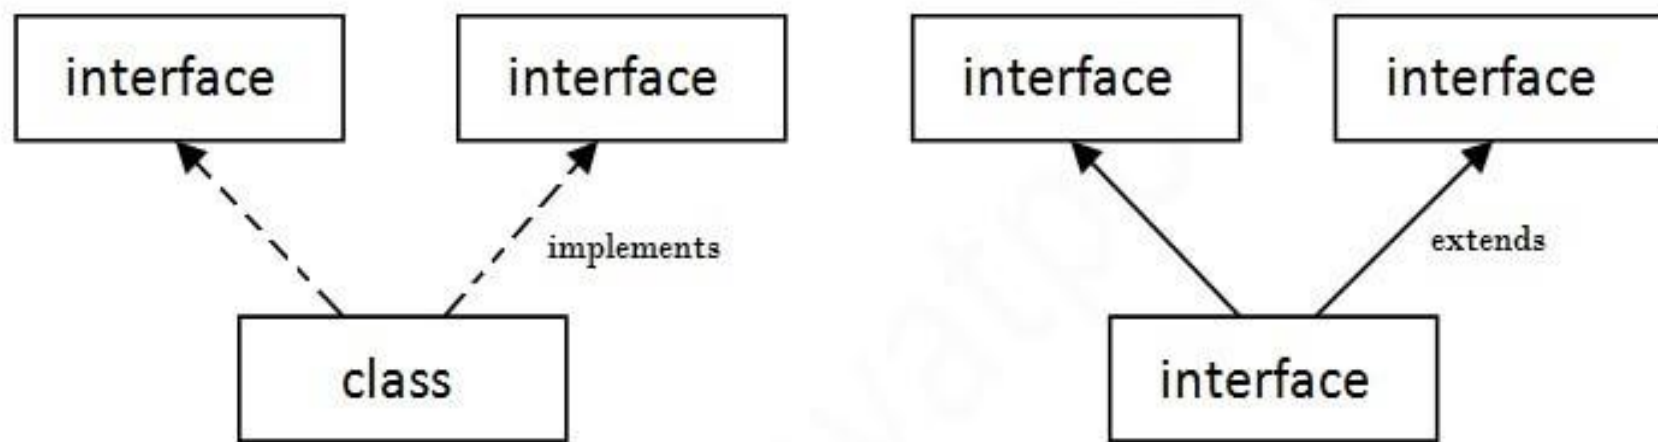 interface interface interface interface
implements extends
class interface